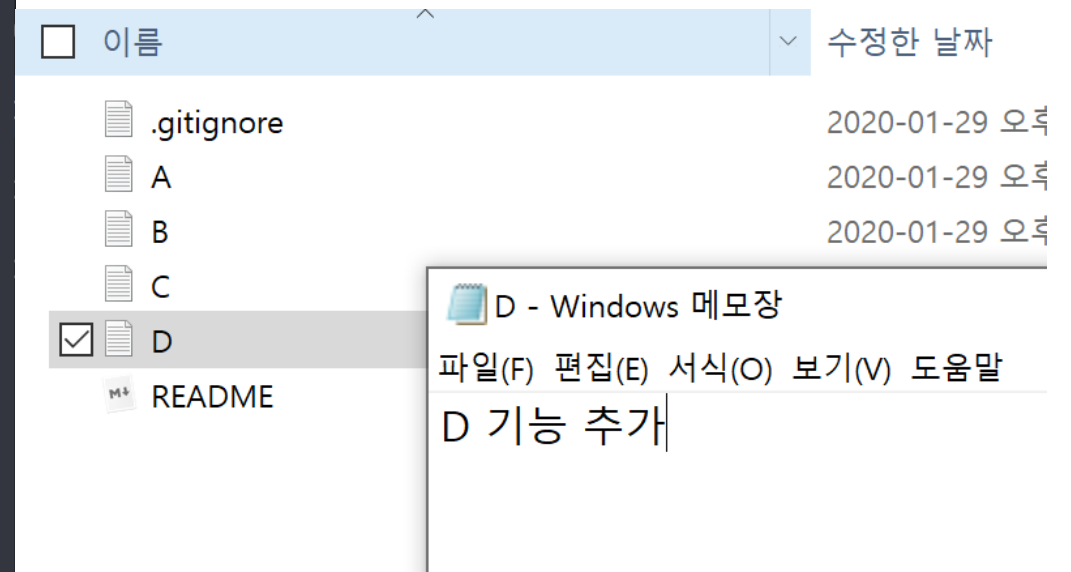 이름 수정한 날짜
.gitignore 2020-01-29 오후
A 2020-01-29 오후
B 2020-01-29 오후
C
D
README
D - Windows 메모장
파일(F) 편집(E) 서식(O) 보기(V) 도움말
D 기능 추가